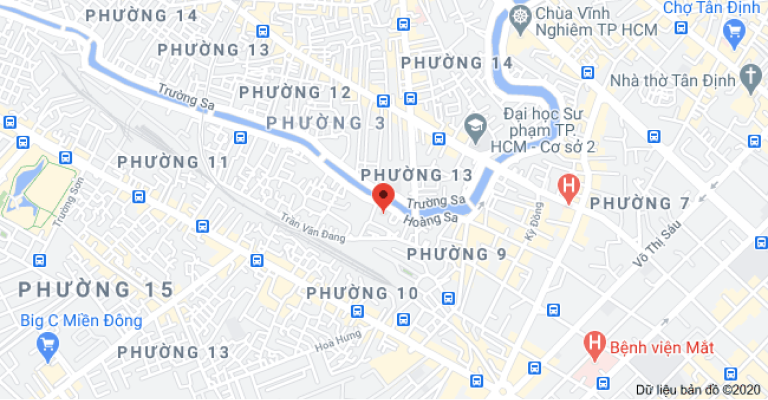 PHƯỜNG 14
Chùa Vĩnh
Nghiêm TP HCM
Chợ Tân Định
PHƯỜNG 13
PHƯỜNG 14
Nhà thờ Tân Định
Trường Sa
PHƯỜNG 12
PHƯỜNG 3
Đại học Sư
phạm TP.
HCM - Cơ sở 2
PHƯỜNG 11
PHƯỜNG 13
Trường Sơn
Trường Sa
Hoàng Sa
PHƯỜNG 7
Kỳ Đồng
Võ Thị Sáu
Trần Văn Đang
PHƯỜNG 9
PHƯỜNG 15
PHƯỜNG 10
Big C Miền Đông
Hoà Hưng
PHƯỜNG 13
Bệnh viện Mắt
Dữ liệu bản đồ ©2020